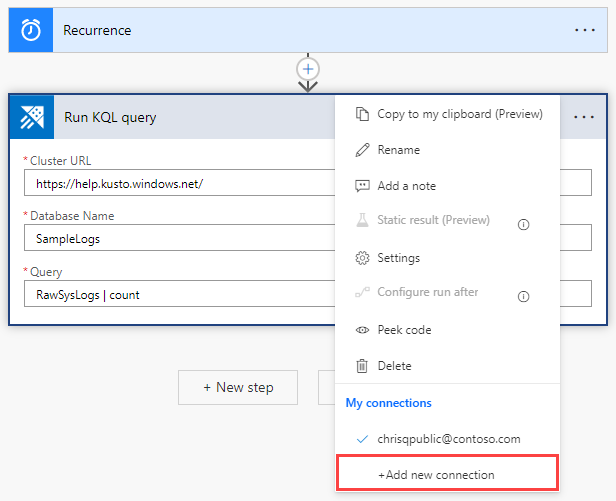 Recurrence
Run KQL query
* Cluster URL
https://help.kusto.windows.net/
* Database Name
SampleLogs
* Query
RawSysLogs | count
+ New step
Copy to my clipboard (Preview)
Rename
Add a note
Static result (Preview)
Settings
Configure run after
Peek code
Delete
My connections
chrisqpublic@contoso.com
+Add new connection